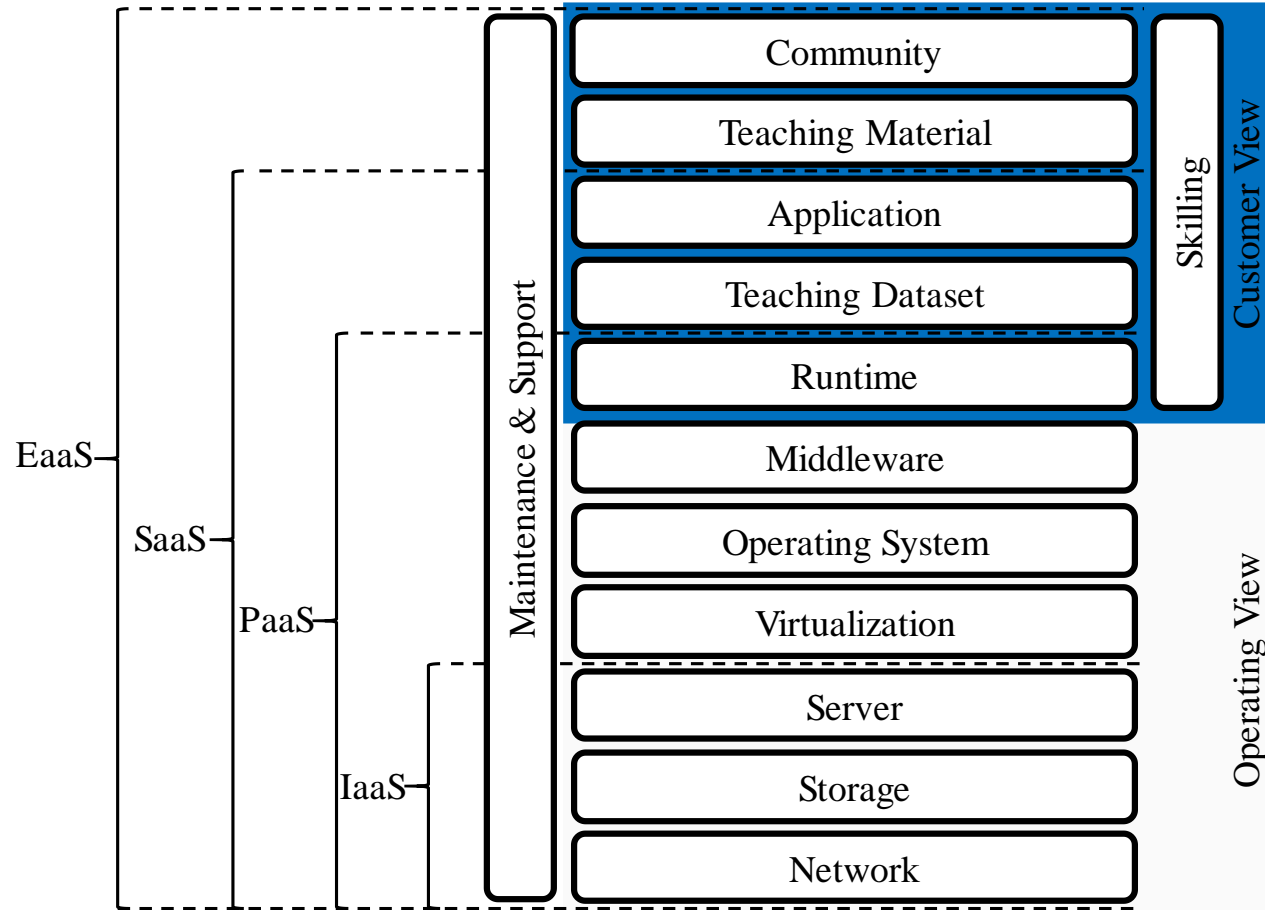 EaaS
SaaS
PaaS
IaaS
Maintenance & Support
Community
Teaching Material
Application
Teaching Dataset
Runtime
Middleware
Operating System
Virtualization
Server
Storage
Network
Skilling
Customer View
Operating View